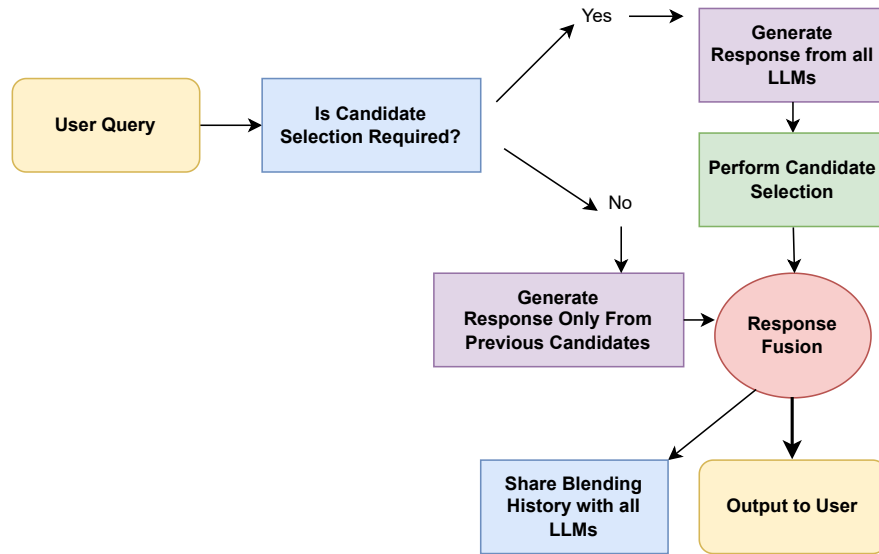 User Query
Is Candidate
Selection Required?
Yes
Generate
Response from all
LLMs
Perform Candidate
Selection
No
Generate
Response Only From
Previous Candidates
Response
Fusion
Share Blending
History with all
LLMs
Output to User